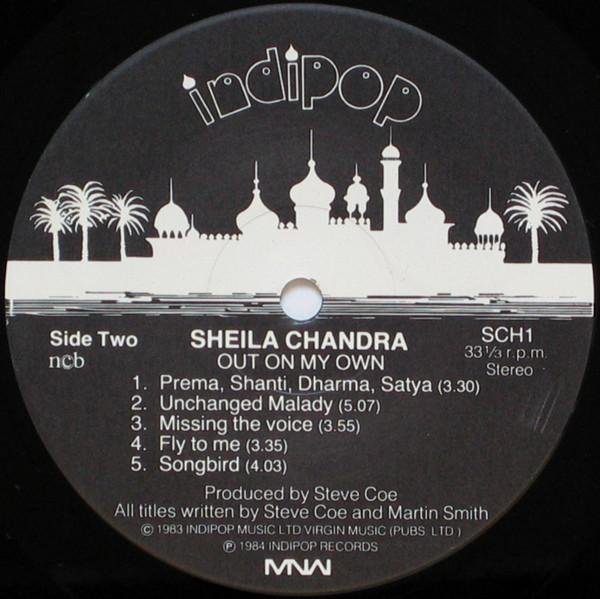 indipop
Side Two
ncb
SHEILA CHANDRA
OUT ON MY OWN
SCH1
33⅓ r.p.m.
Stereo
1. Prema, Shanti, Dharma, Satya (3.30)
2. Unchanged Malady (5.07)
3. Missing the voice (3.55)
4. Fly to me (3.35)
5. Songbird (4.03)
Produced by Steve Coe
All titles written by Steve Coe and Martin Smith
© 1983 INDIPOP MUSIC LTD VIRGIN MUSIC (PUBS. LTD.)
℗ 1984 INDIPOP RECORDS
MNW